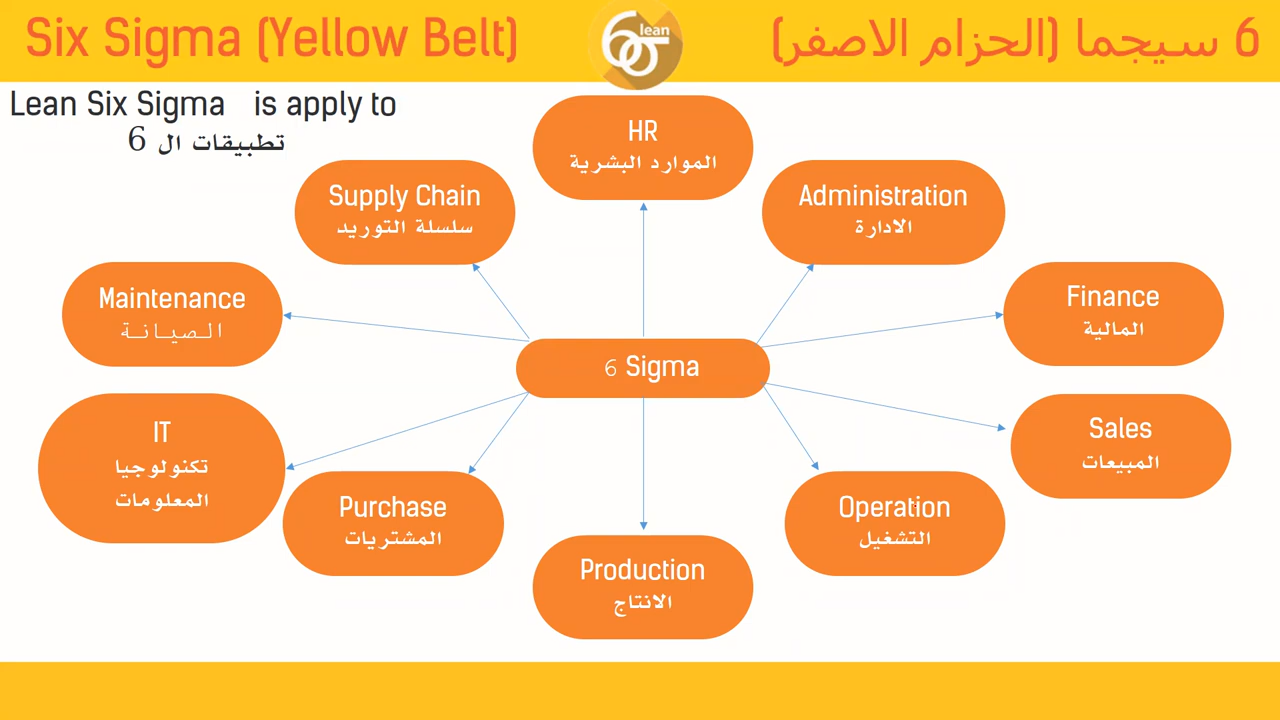 Six Sigma (Yellow Belt)
lean
6σ
6 سيجما (الحزام الاصفر)
Lean Six Sigma is apply to
تطبيقات ال 6
HR
الموارد البشرية
Supply Chain
سلسلة التوريد
Administration
الادارة
Maintenance
الصيانة
Finance
المالية
6 Sigma
IT
تكنولوجيا
المعلومات
Sales
المبيعات
Purchase
المشتريات
Operation
التشغيل
Production
الانتاج